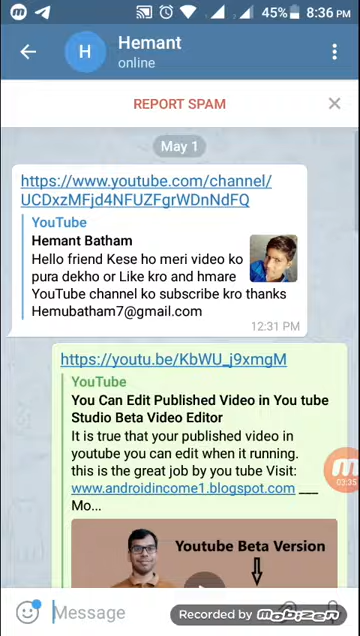 45% 8:36 PM
H Hemant
online
REPORT SPAM
May 1
https://www.youtube.com/channel/
UCDxzMFjd4NFUZFgrWDnNdFQ
YouTube
Hemant Batham
Hello friend Kese ho meri video ko
pura dekho or Like kro and hmare
YouTube channel ko subscribe kro thanks
Hemubatham7@gmail.com
12:31 PM
https://youtu.be/KbWU_j9xmgM
YouTube
You Can Edit Published Video in You tube
Studio Beta Video Editor
It is true that your published video in
youtube you can edit when it running.
this is the great job by you tube Visit:
www.androidincome1.blogspot.com ___
Mo...
Youtube Beta Version
03:35
Message
Recorded by mobizen